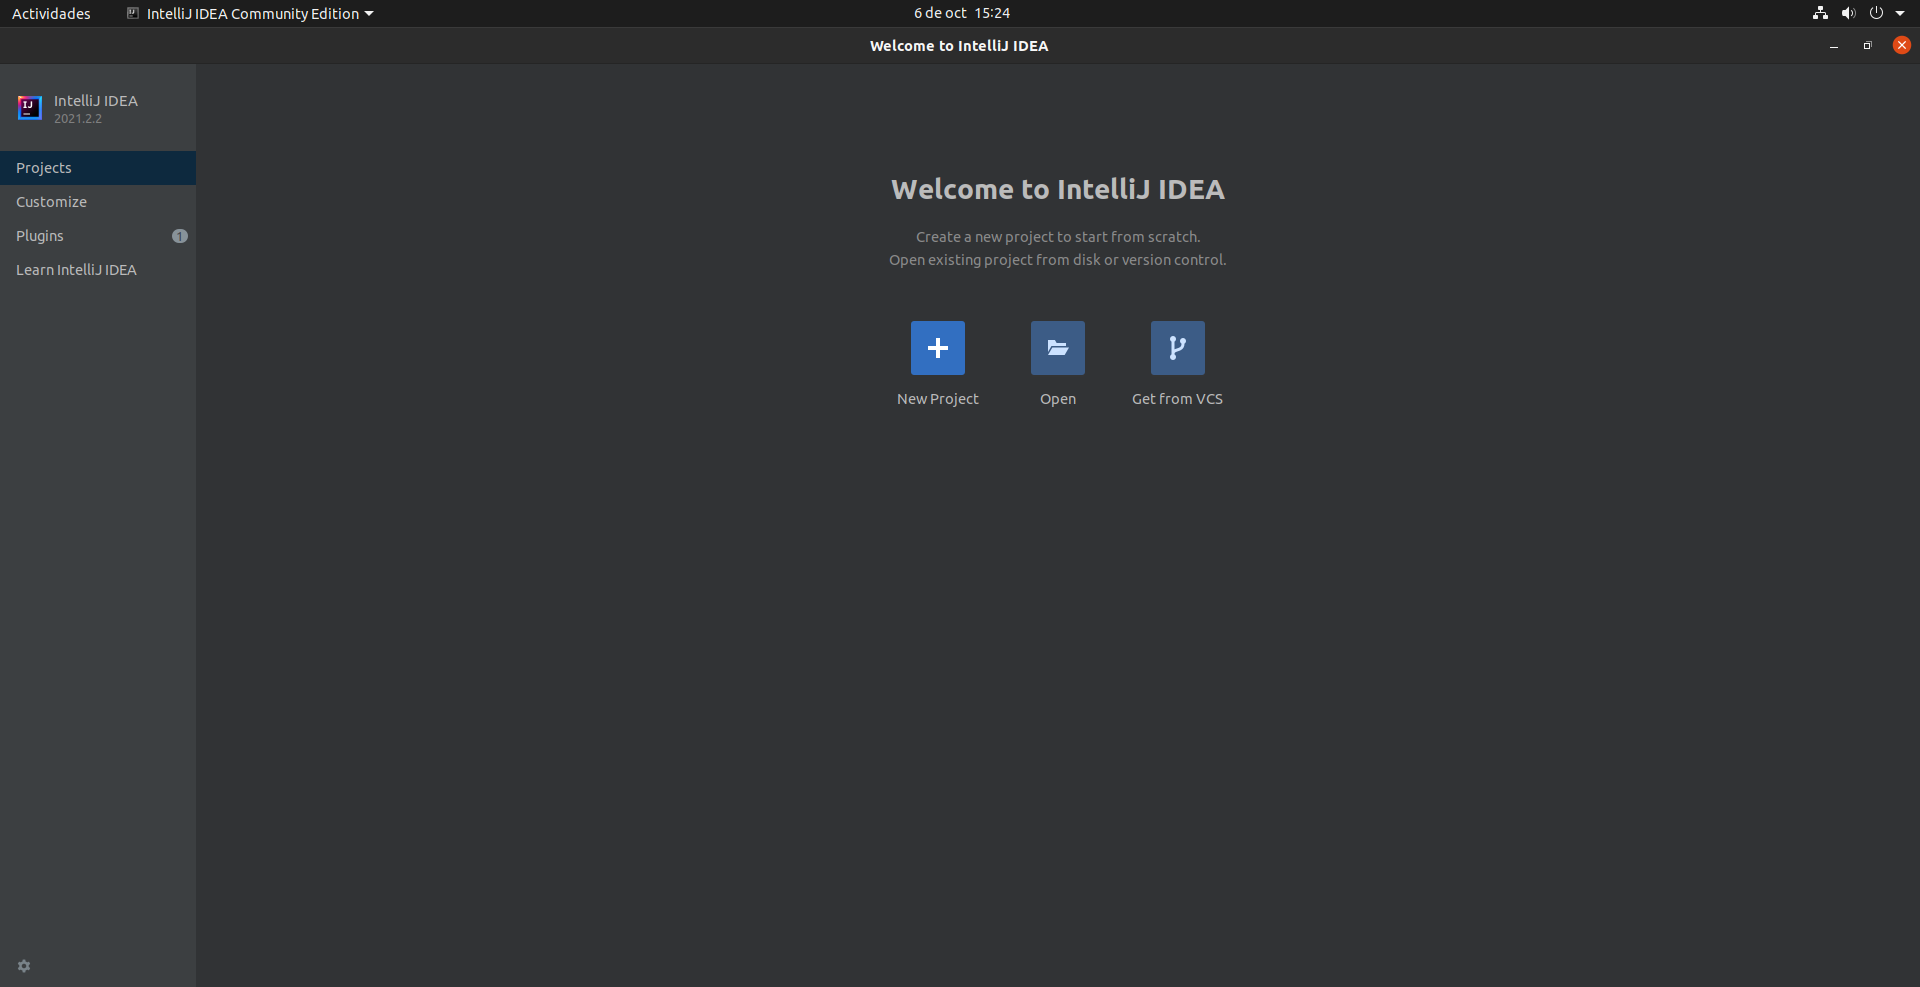 Actividades
IntelliJ IDEA Community Edition
6 de oct 15:24
Welcome to IntelliJ IDEA
IJ
IntelliJ IDEA
2021.2.2
Projects
Customize
Plugins 1
Learn IntelliJ IDEA
Welcome to IntelliJ IDEA
Create a new project to start from scratch.
Open existing project from disk or version control.
New Project
Open
Get from VCS